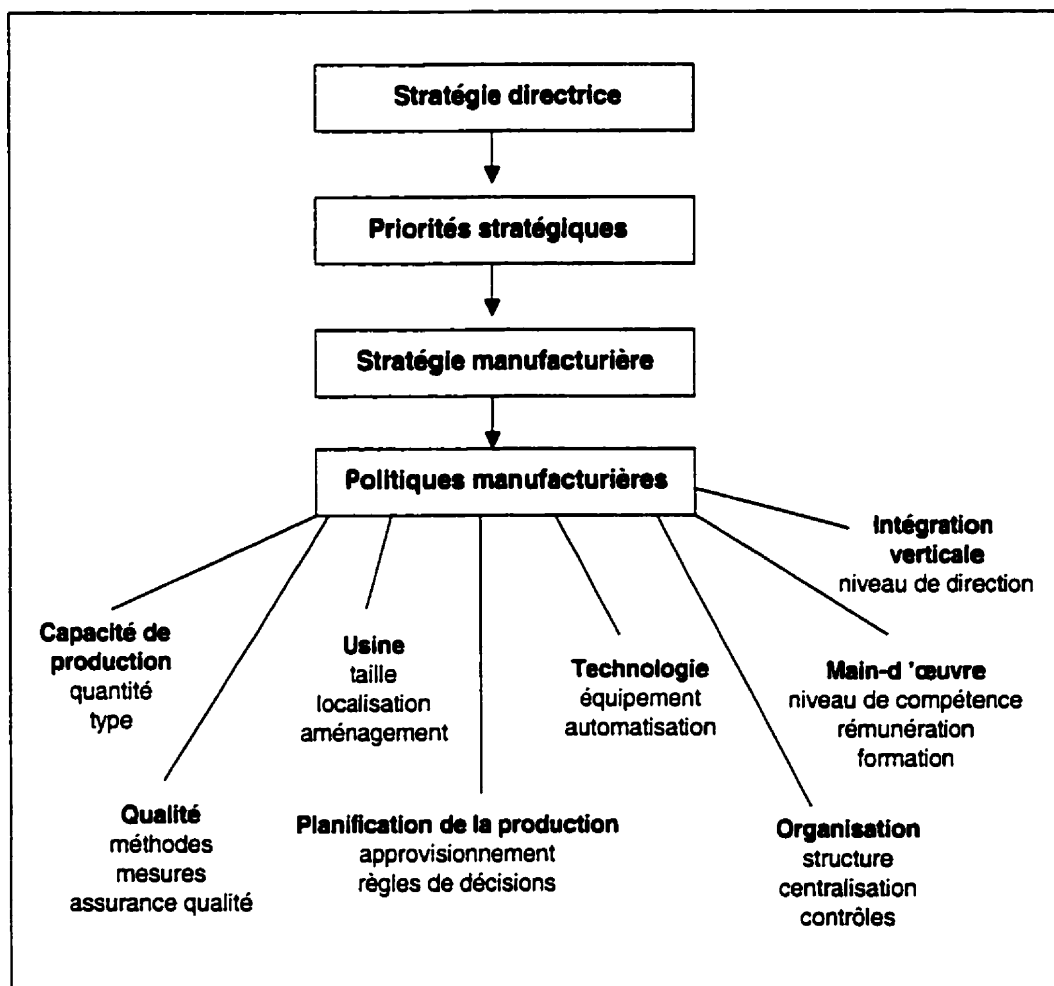 Stratégie directrice
Priorités stratégiques
Stratégie manufacturière
Politiques manufacturières
Intégration
verticale
niveau de direction
Capacité de
production
quantité
type
Usine
taille
localisation
aménagement
Technologie
équipement
automatisation
Main-d 'œuvre
niveau de compétence
rémunération
formation
Qualité
méthodes
mesures
assurance qualité
Planification de la production
approvisionnement
règles de décisions
Organisation
structure
centralisation
contrôles